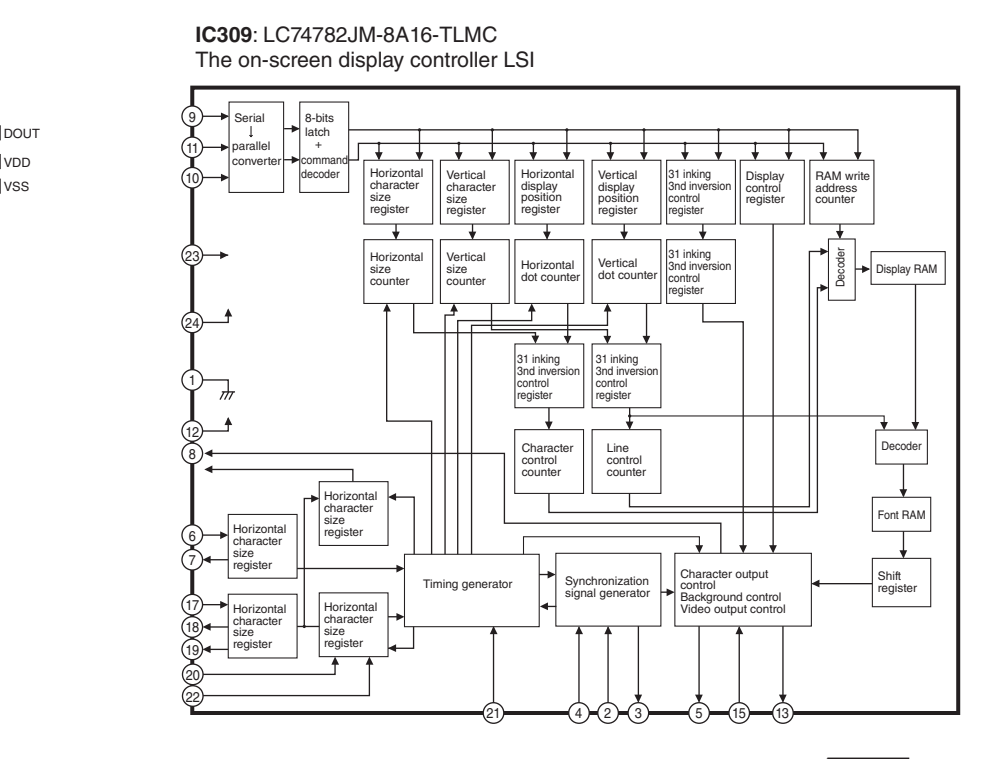 IC309: LC74782JM-8A16-TLMC
The on-screen display controller LSI
DOUT
VDD
VSS
9
11
10
23
24
1
12
8
6
7
17
18
19
20
22
Serial
↓
parallel
converter
8-bits
latch
+
command
decoder
Horizontal
character
size
register
Vertical
character
size
register
Horizontal
display
position
register
Vertical
display
position
register
31 inking
3nd inversion
control
register
Display
control
register
RAM write
address
counter
Horizontal
size
counter
Vertical
size
counter
Horizontal
dot counter
Vertical
dot counter
31 inking
3nd inversion
control
register
Decoder
Display RAM
31 inking
3nd inversion
control
register
31 inking
3nd inversion
control
register
Character
control
counter
Line
control
counter
Decoder
Font RAM
Shift
register
Horizontal
character
size
register
Horizontal
character
size
register
Horizontal
character
size
register
Horizontal
character
size
register
Timing generator
Synchronization
signal generator
Character output
control
Background control
Video output control
21
4
2
3
5
15
13